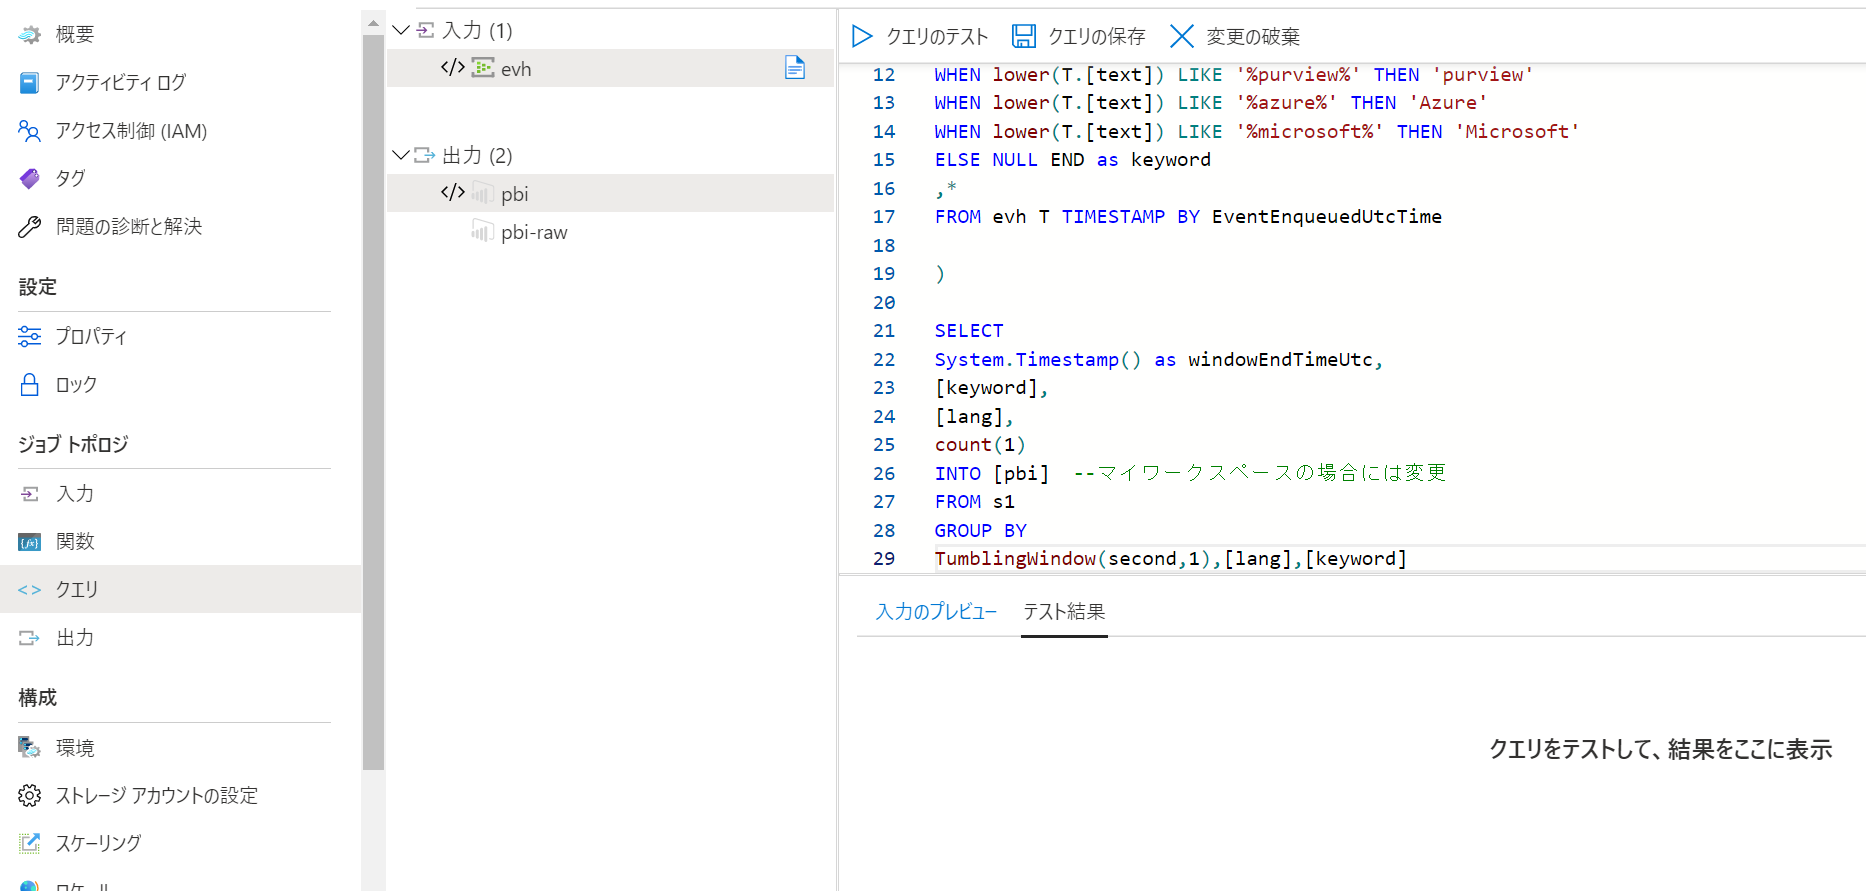 概要
アクティビティ ログ
アクセス制御 (IAM)
タグ
問題の診断と解決
設定
プロパティ
ロック
ジョブ トポロジ
入力
関数
クエリ
出力
構成
環境
ストレージ アカウントの設定
スケーリング
ロケール
入力 (1)
</> evh
出力 (2)
</> pbi
pbi-raw
クエリのテスト クエリの保存 変更の破棄
12 WHEN lower(T.[text]) LIKE '%purview%' THEN 'purview'
13 WHEN lower(T.[text]) LIKE '%azure%' THEN 'Azure'
14 WHEN lower(T.[text]) LIKE '%microsoft%' THEN 'Microsoft'
15 ELSE NULL END as keyword
16 ,*
17 FROM evh T TIMESTAMP BY EventEnqueuedUtcTime
18
19 )
20
21 SELECT
22 System.Timestamp() as windowEndTimeUtc,
23 [keyword],
24 [lang],
25 count(1)
26 INTO [pbi] --マイワークスペースの場合には変更
27 FROM s1
28 GROUP BY
29 TumblingWindow(second,1),[lang],[keyword]
入力のプレビュー テスト結果
クエリをテストして、結果をここに表示